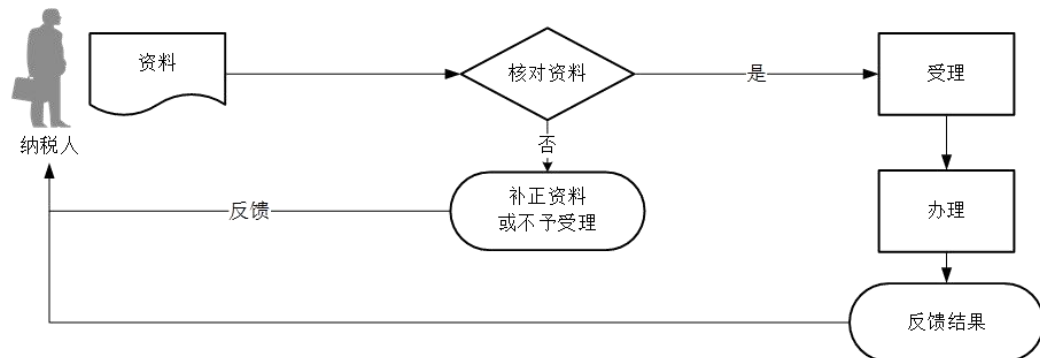 资料
核对资料
是
受理
纳税人
否
补正资料
或不予受理
反馈
办理
反馈结果